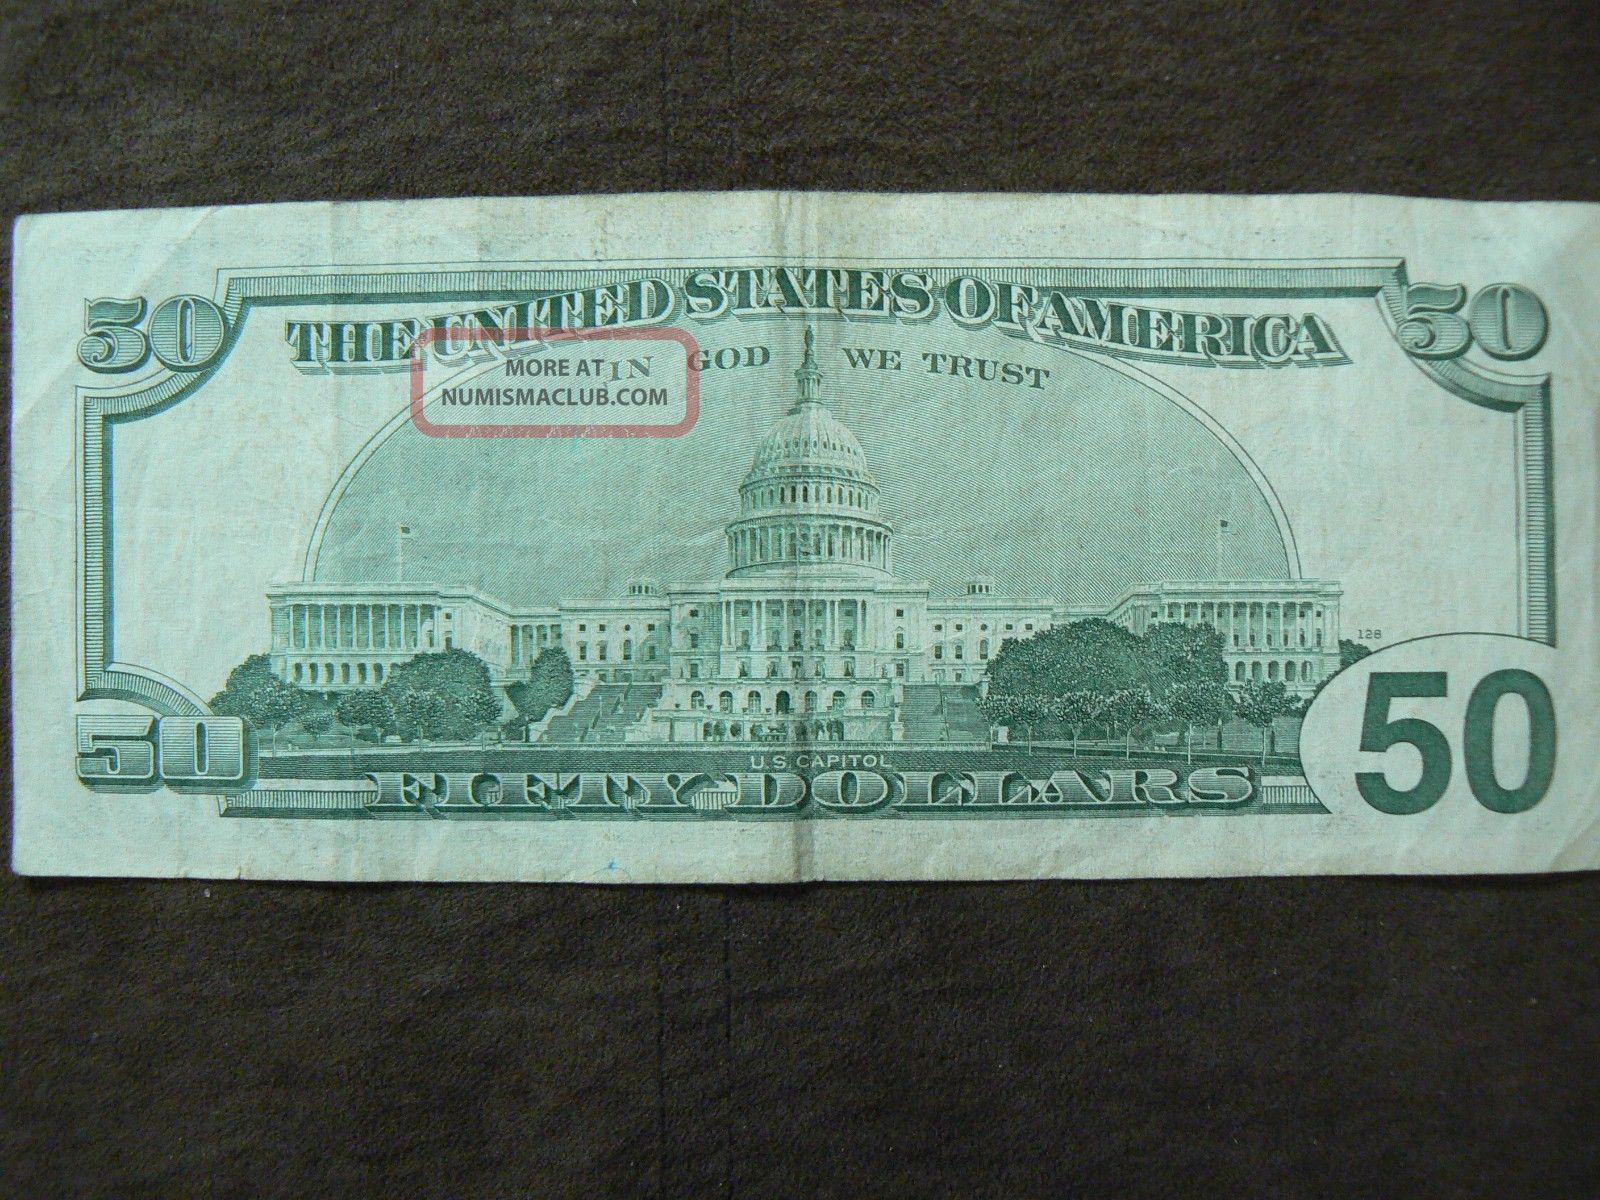 50 THE UNITED STATES OF AMERICA 50
IN GOD WE TRUST
MORE AT
NUMISMACLUB.COM
128
50 50
U.S. CAPITOL
FIFTY DOLLARS